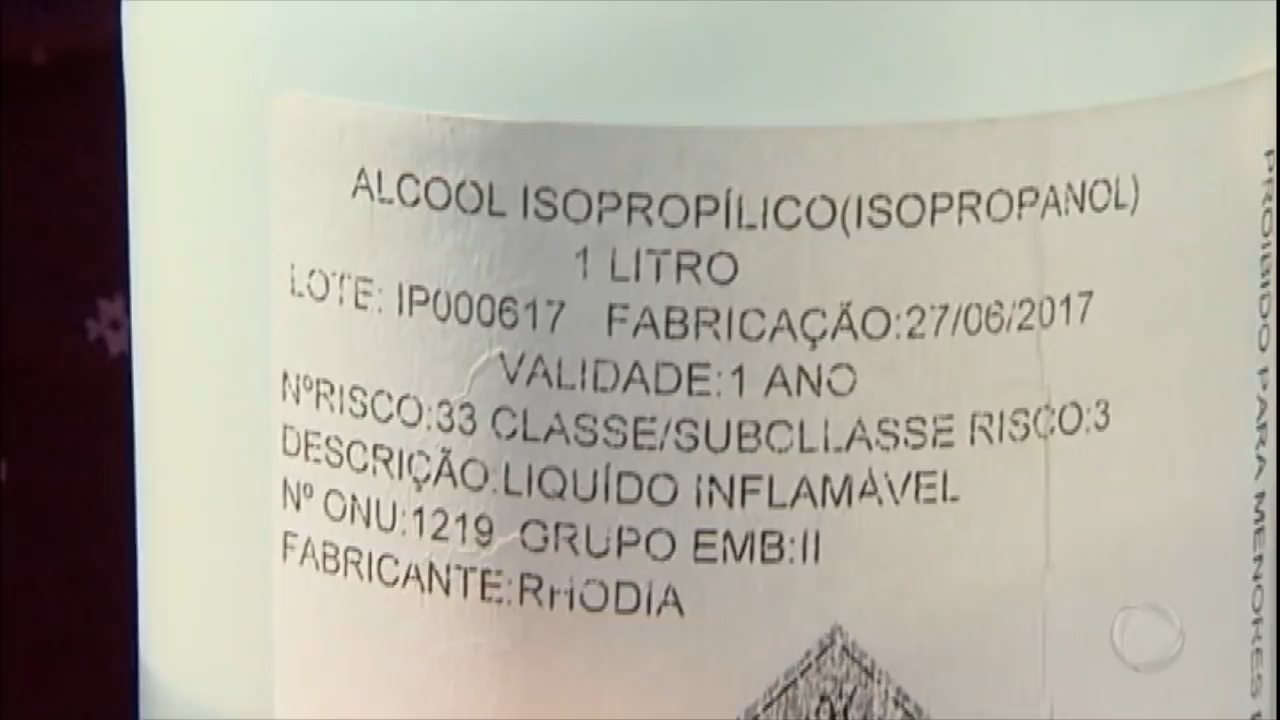 ALCOOL ISOPROPÍLICO(ISOPROPANOL)
1 LITRO
LOTE: IP000617 FABRICAÇÃO:27/06/2017
VALIDADE:1 ANO
NºRISCO:33 CLASSE/SUBCLLASSE RISCO:3
DESCRIÇÃO:LIQUÍDO INFLAMÁVEL
Nº ONU:1219 GRUPO EMB:II
FABRICANTE:RHODIA
PROIBIDO PARA MENORES